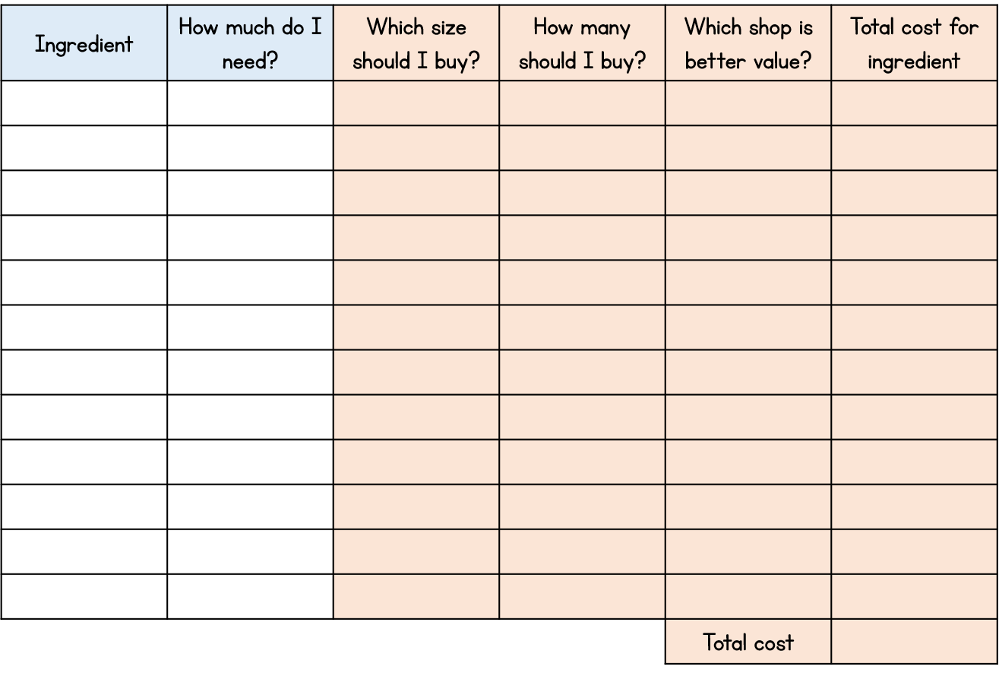 Ingredient
How much do I
need?
Which size
should I buy?
How many
should I buy?
Which shop is
better value?
Total cost for
ingredient
Total cost